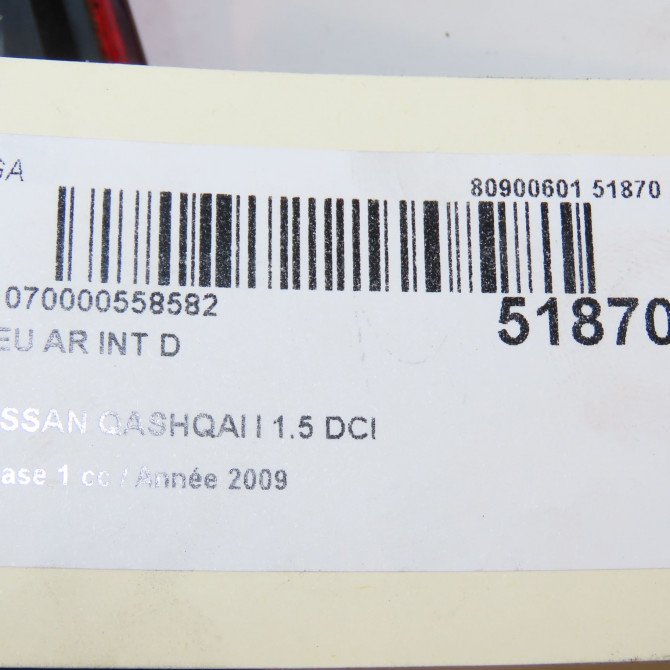 GA
80900601 51870
070000558582
51870
EU AR INT D
SSAN QASHQAI I 1.5 DCI
ase 1 cc / Année 2009